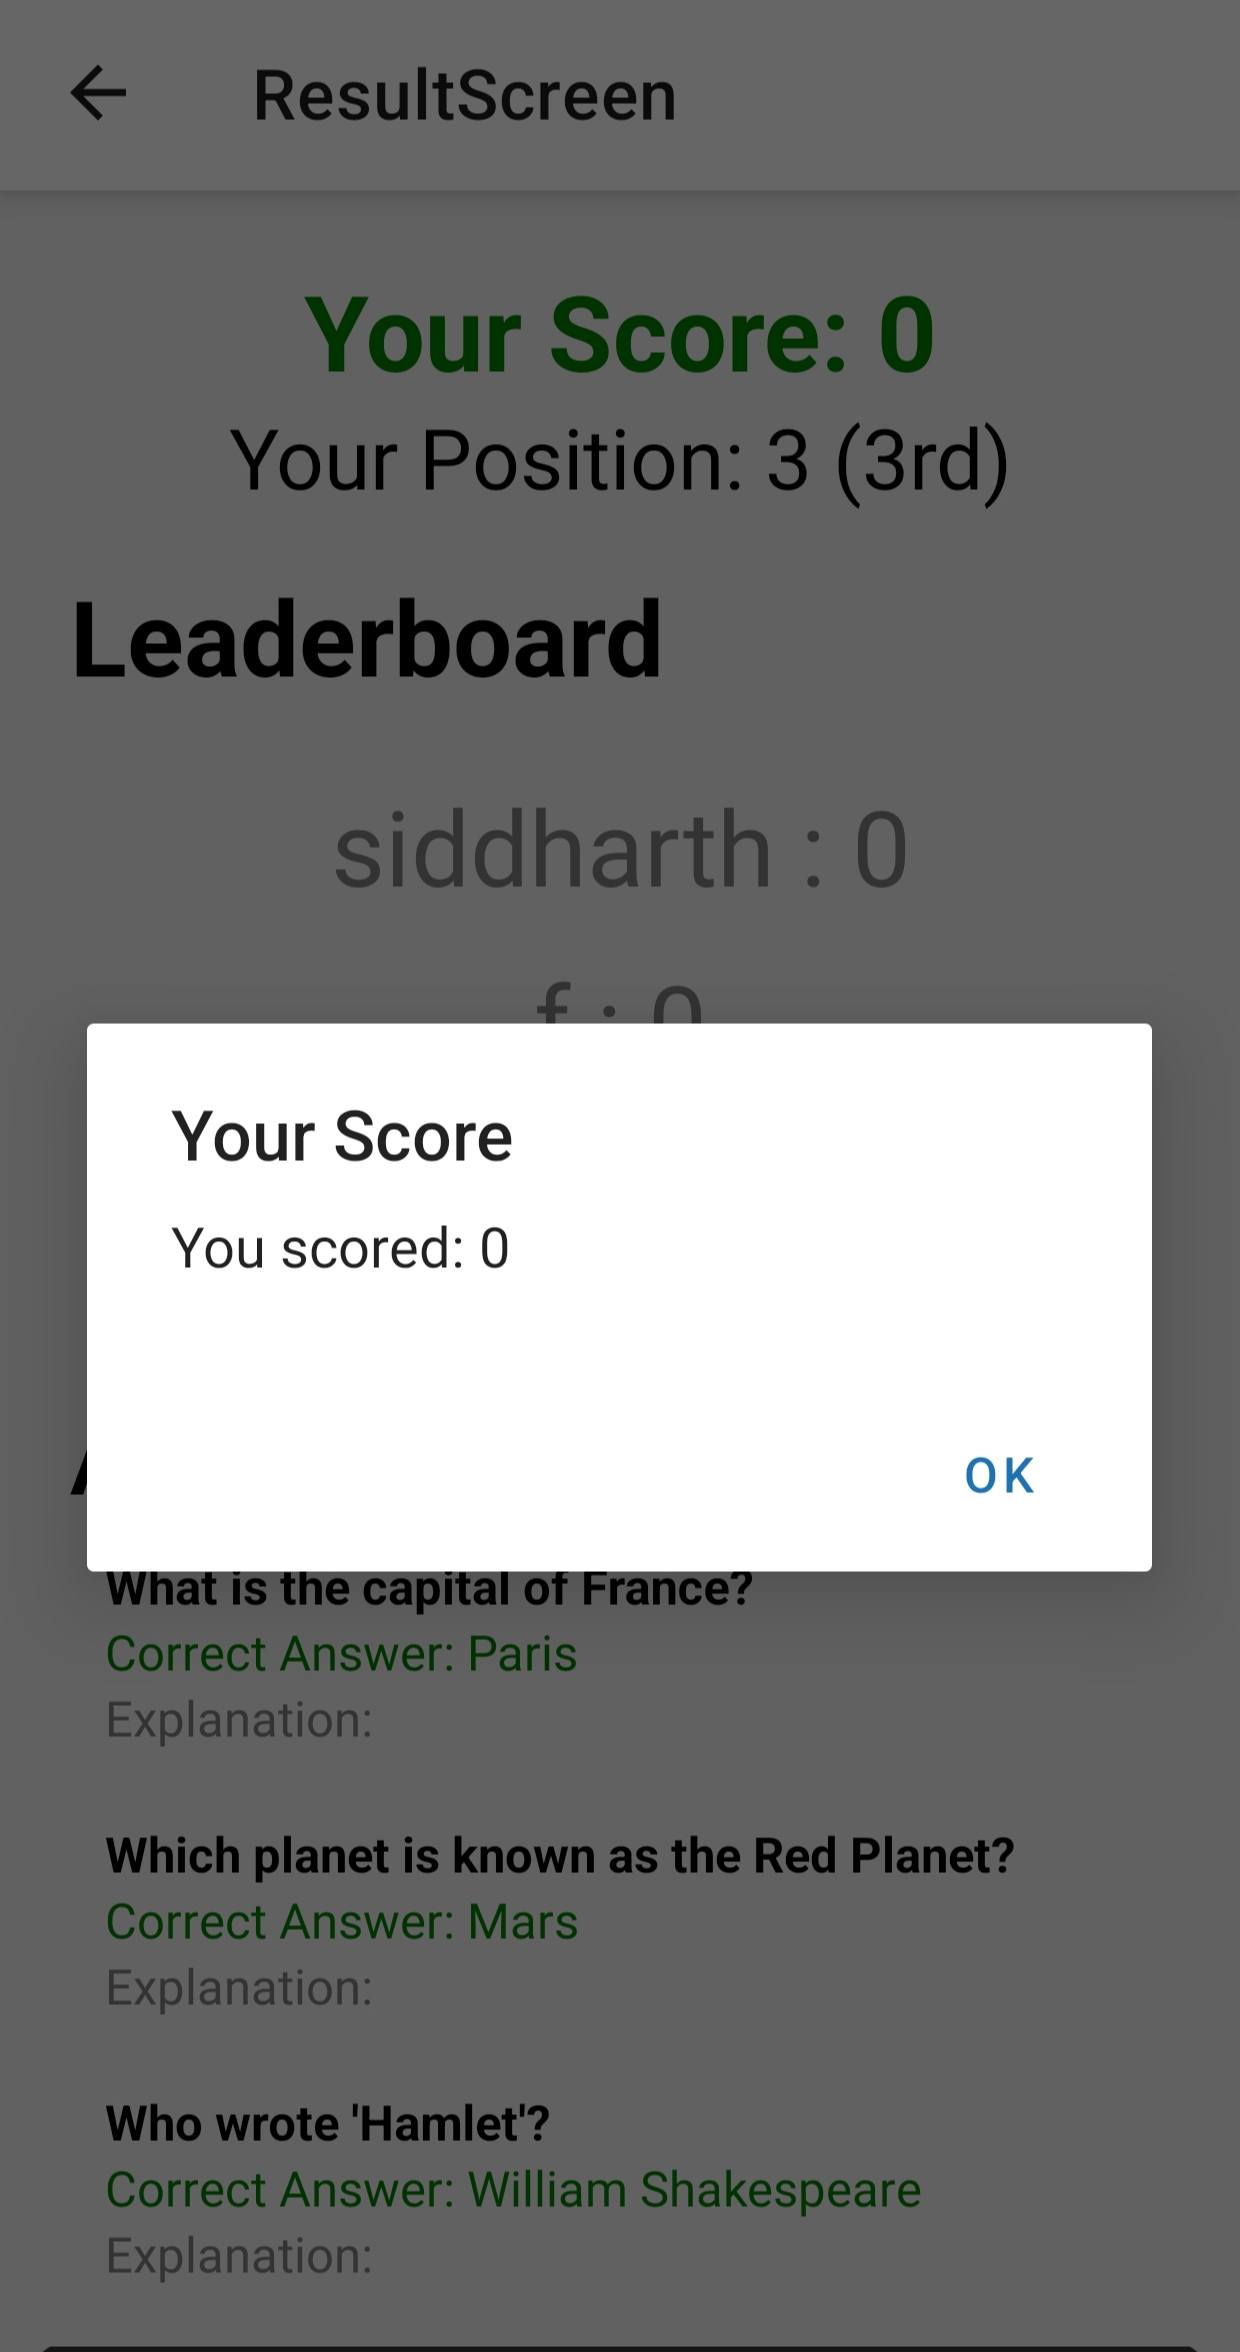 ResultScreen
Your Score: 0
Your Position: 3 (3rd)
Leaderboard
siddharth : 0
f : 0
Your Score
You scored: 0
OK
What is the capital of France?
Correct Answer: Paris
Explanation:
Which planet is known as the Red Planet?
Correct Answer: Mars
Explanation:
Who wrote 'Hamlet'?
Correct Answer: William Shakespeare
Explanation: